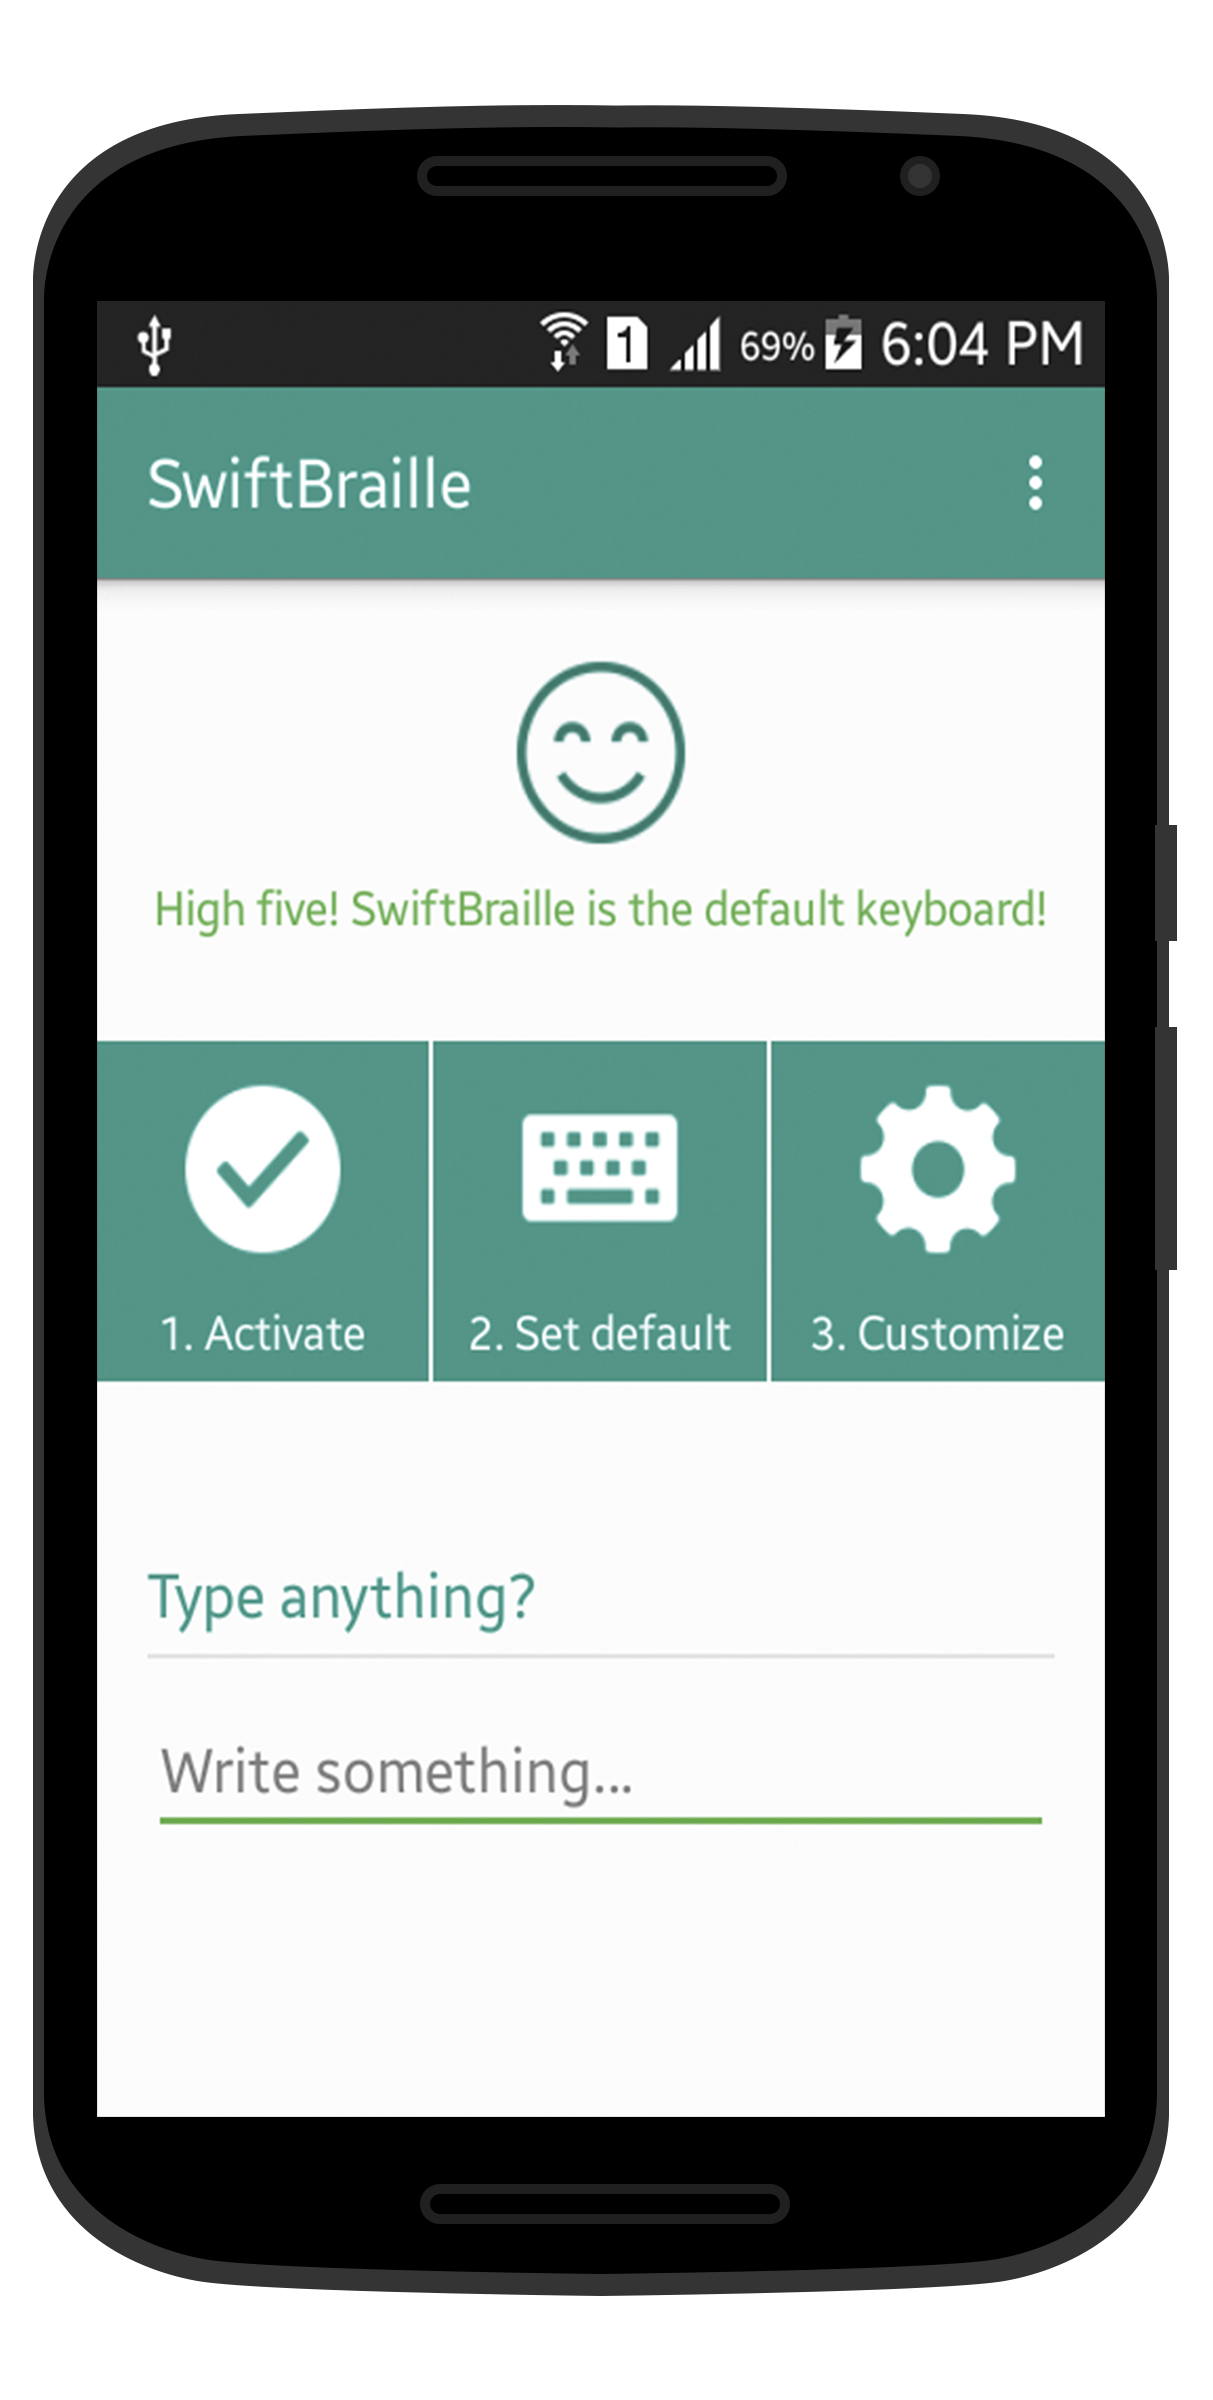 1 69% 6:04 PM
SwiftBraille
High five! SwiftBraille is the default keyboard!
1. Activate 2. Set default 3. Customize
Type anything?
Write something...